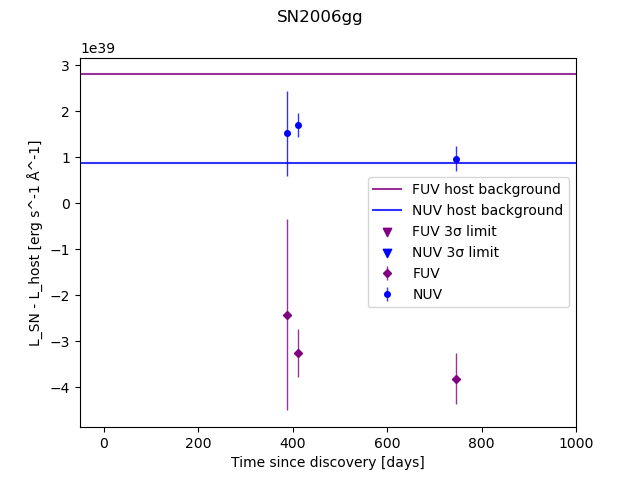 SN2006gg
1e39
L_SN - L_host [erg s^-1 Å^-1]
3
2
1
0
−1
−2
−3
−4
FUV host background
NUV host background
FUV 3σ limit
NUV 3σ limit
FUV
NUV
0 200 400 600 800 1000
Time since discovery [days]